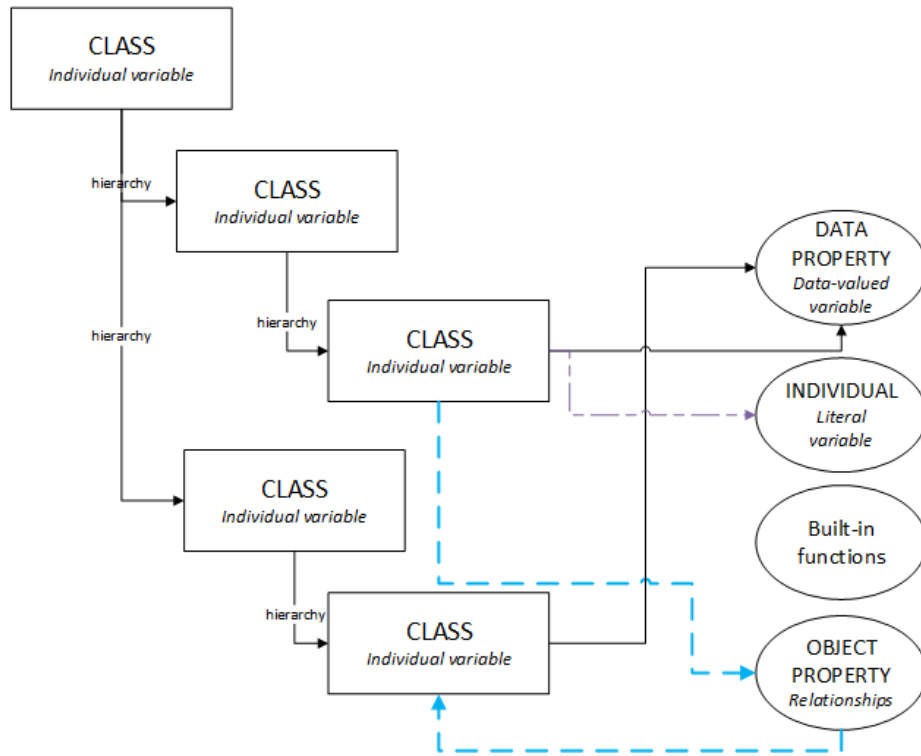 CLASS
Individual variable
hierarchy
CLASS
Individual variable
DATA
PROPERTY
Data-valued
variable
hierarchy
hierarchy
CLASS
Individual variable
INDIVIDUAL
Literal
variable
CLASS
Individual variable
Built-in
functions
hierarchy
CLASS
Individual variable
OBJECT
PROPERTY
Relationships